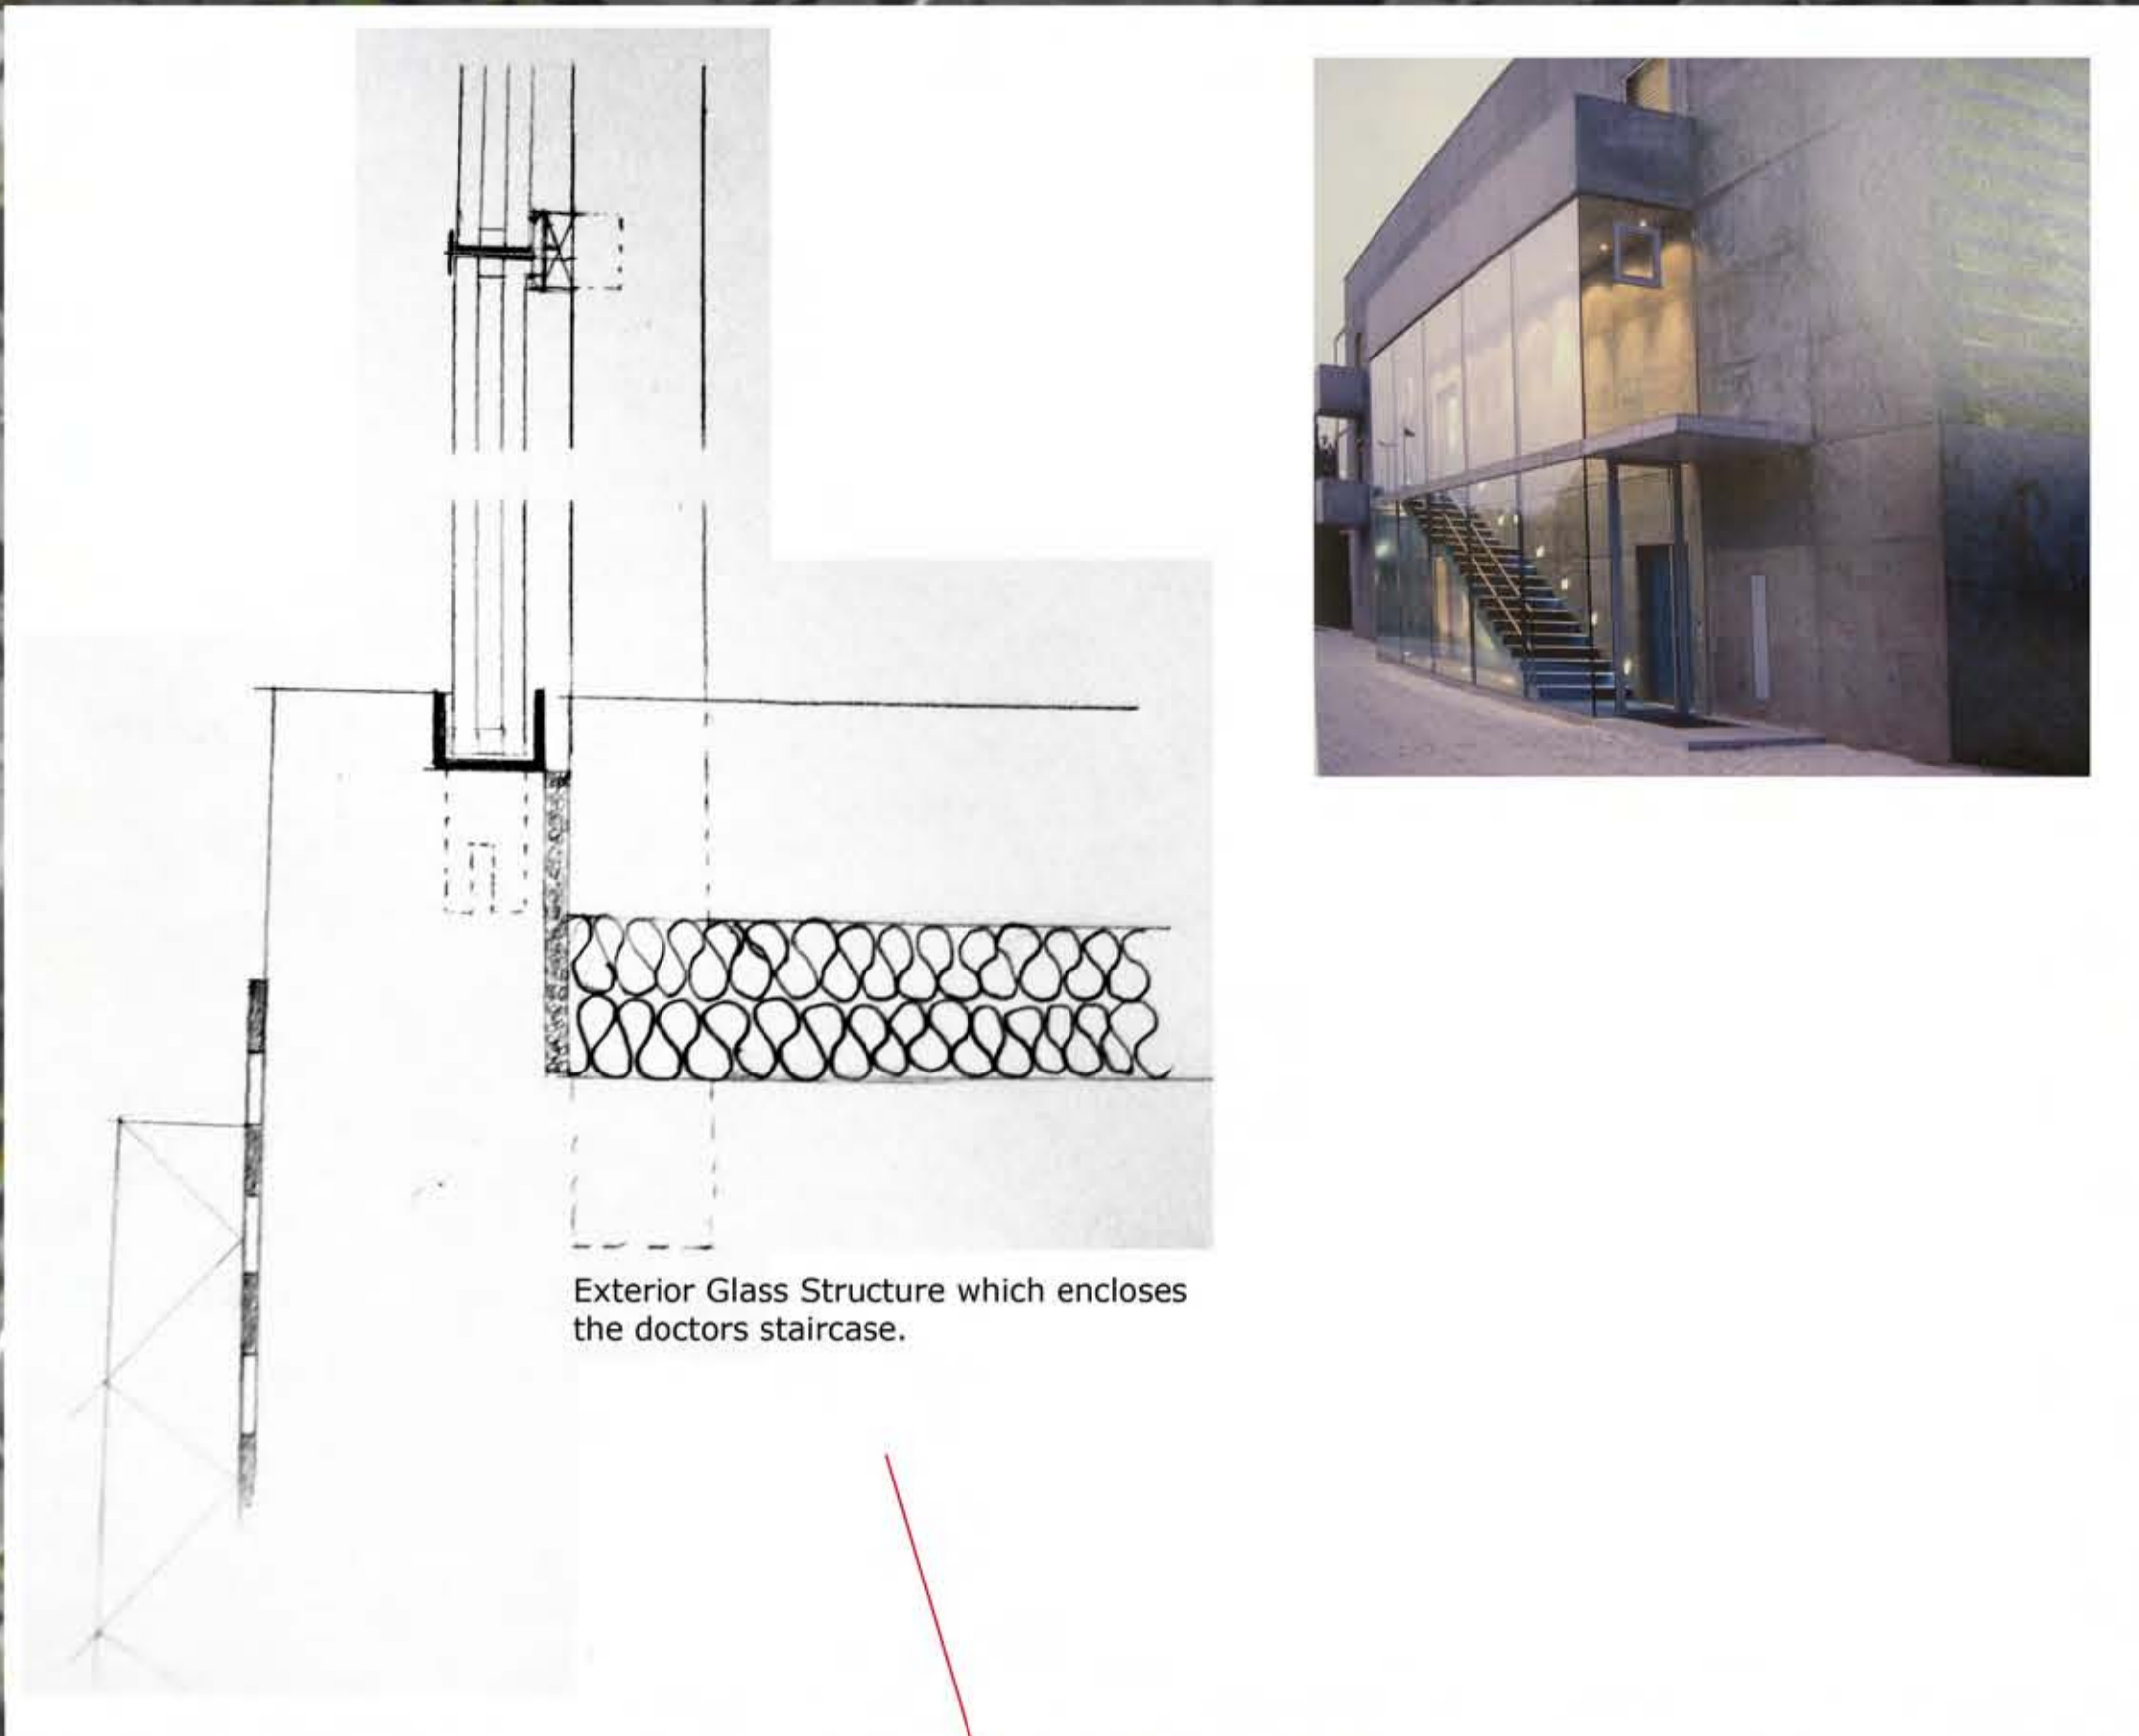 Exterior Glass Structure which encloses
the doctors staircase.